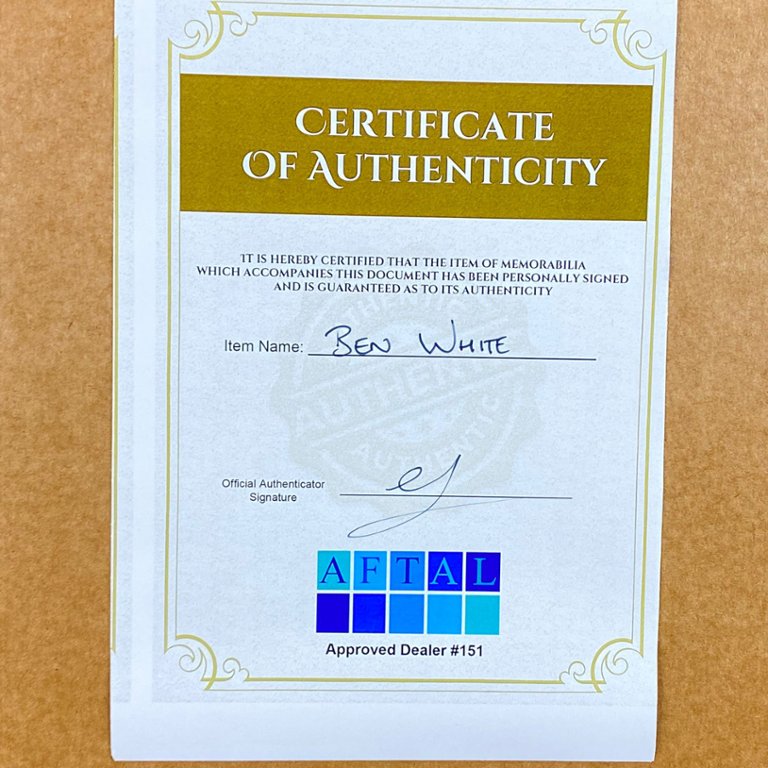 CERTIFICATE
OF AUTHENTICITY
IT IS HEREBY CERTIFIED THAT THE ITEM OF MEMORABILIA
WHICH ACCOMPANIES THIS DOCUMENT HAS BEEN PERSONALLY SIGNED
AND IS GUARANTEED AS TO ITS AUTHENTICITY
Item Name: BEN WHITE
AUTHENTIC
Official Authenticator
Signature
AFTAL
Approved Dealer #151